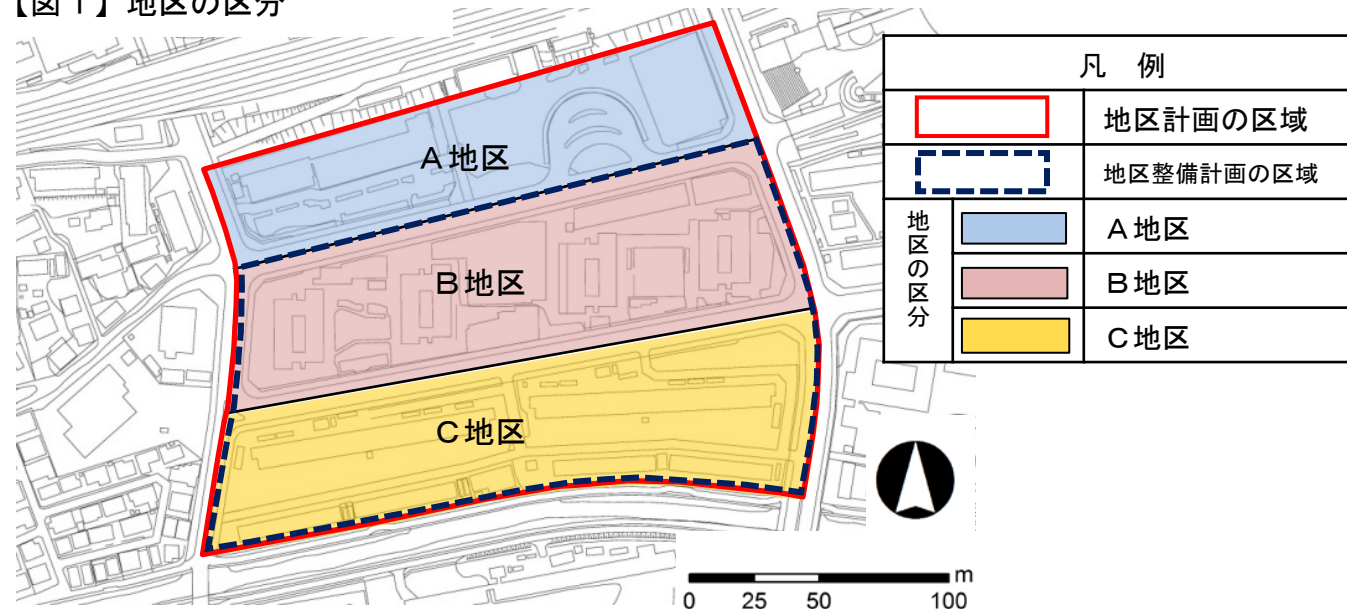 【図１】地区の区分
凡　例
地区計画の区域
地区整備計画の区域
地区の区分
Ａ地区
Ｂ地区
Ｃ地区
Ａ地区
Ｂ地区
Ｃ地区
m
0 25 50 100